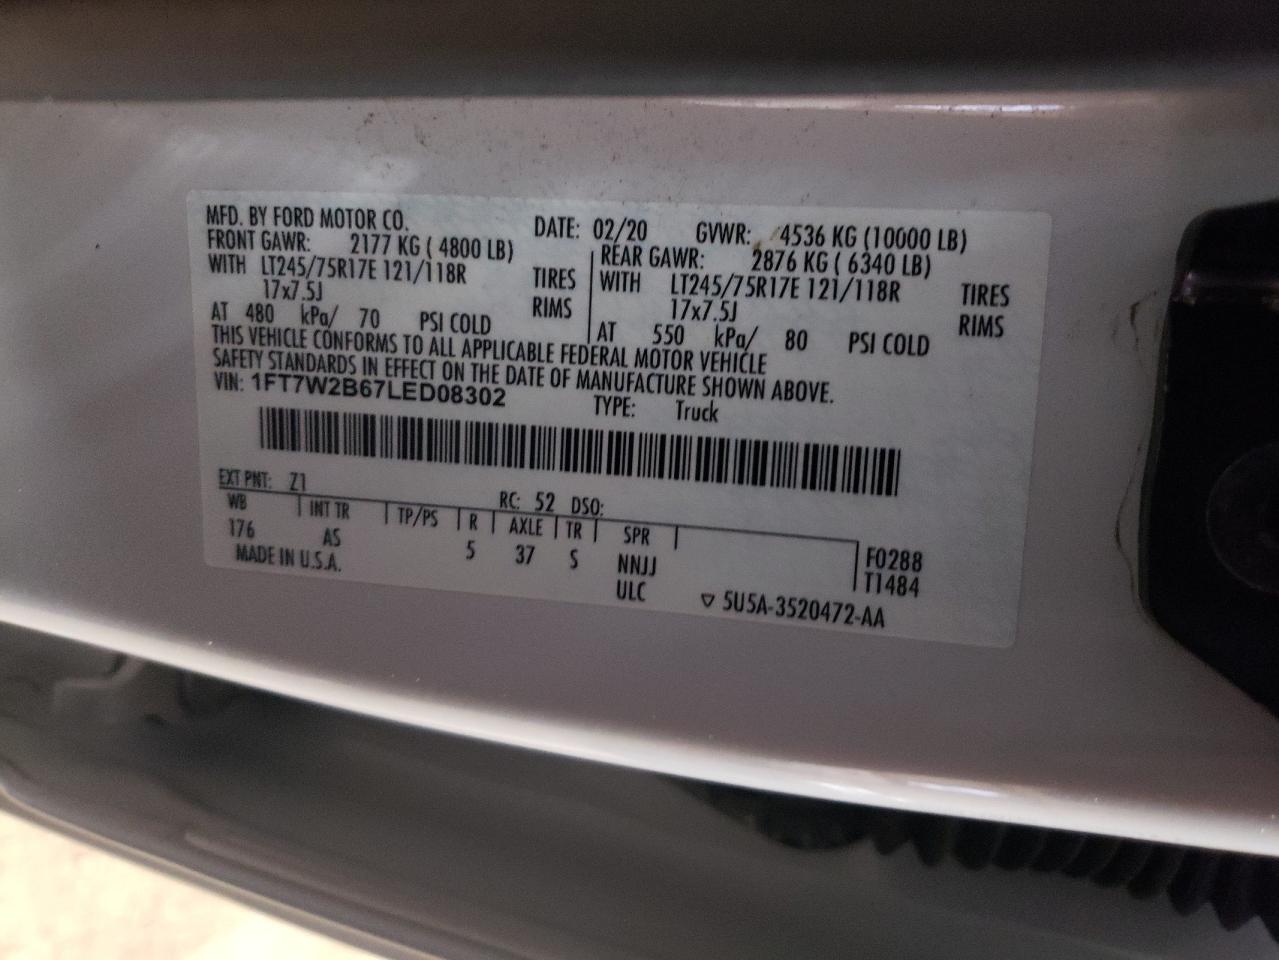 MFD. BY FORD MOTOR CO. DATE: 02/20 GVWR: 4536 KG (10000 LB)
FRONT GAWR: 2177 KG ( 4800 LB) REAR GAWR: 2876 KG ( 6340 LB)
WITH LT245/75R17E 121/118R TIRES WITH LT245/75R17E 121/118R TIRES
17x7.5J RIMS 17x7.5J RIMS
AT 480 kPa/ 70 PSI COLD AT 550 kPa/ 80 PSI COLD
THIS VEHICLE CONFORMS TO ALL APPLICABLE FEDERAL MOTOR VEHICLE
SAFETY STANDARDS IN EFFECT ON THE DATE OF MANUFACTURE SHOWN ABOVE.
VIN: 1FT7W2B67LED08302 TYPE: Truck
EXT PNT: Z1 RC: 52 DSO:
WB INT TR TP/PS R AXLE TR SPR F0288
176 AS 5 37 S NNJJ T1484
MADE IN U.S.A. ULC ▽ 5U5A-3520472-AA